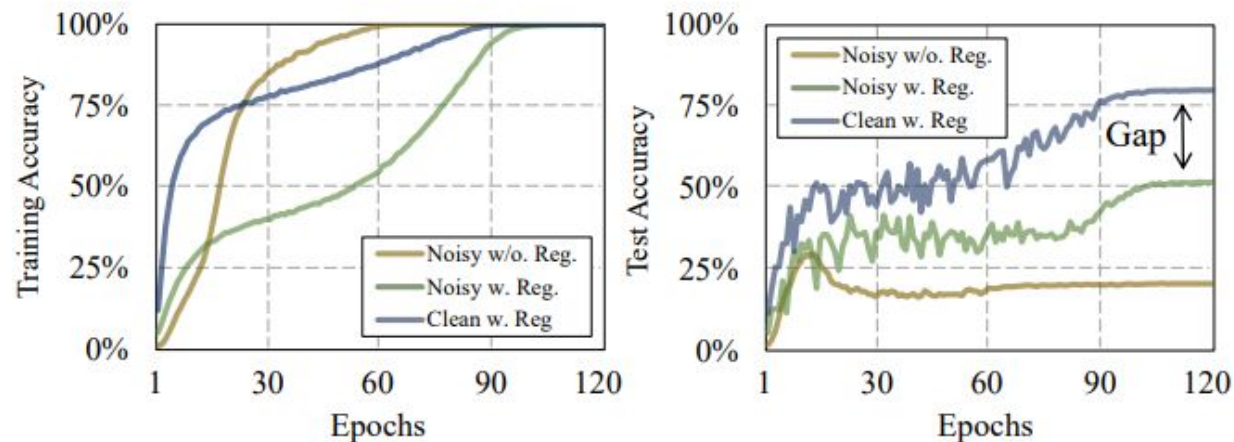 100%
75%
50%
25%
0%
Training Accuracy
Noisy w/o. Reg.
Noisy w. Reg.
Clean w. Reg
1 30 60 90 120
Epochs
100%
75%
50%
25%
0%
Test Accuracy
Noisy w/o. Reg.
Noisy w. Reg.
Clean w. Reg
Gap
1 30 60 90 120
Epochs